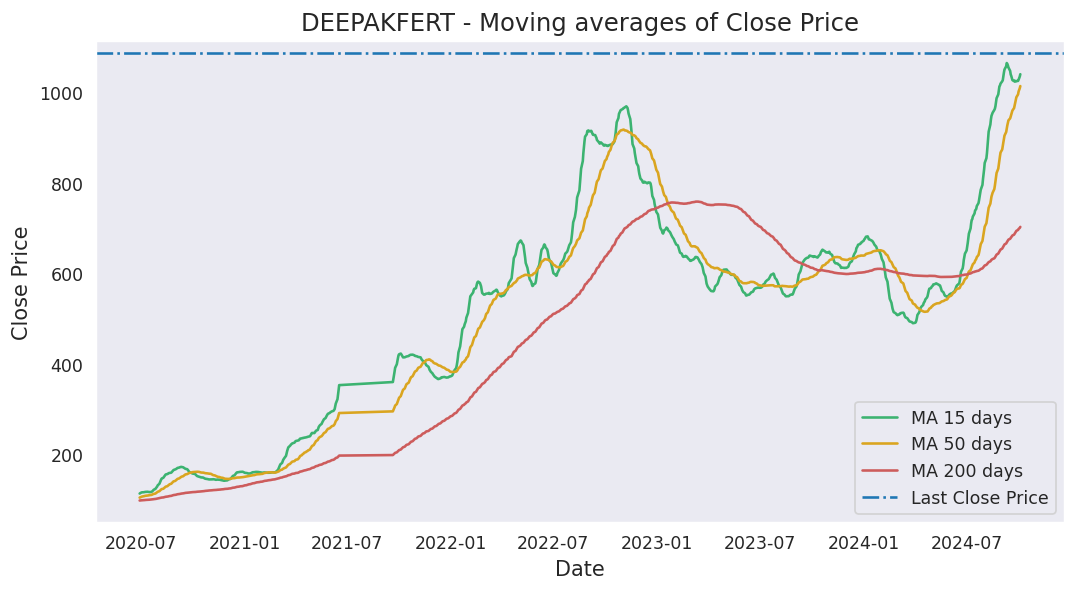 DEEPAKFERT - Moving averages of Close Price
Close Price
1000
800
600
400
200
2020-07
2021-01
2021-07
2022-01
2022-07
2023-01
2023-07
2024-01
2024-07
Date
MA 15 days
MA 50 days
MA 200 days
Last Close Price